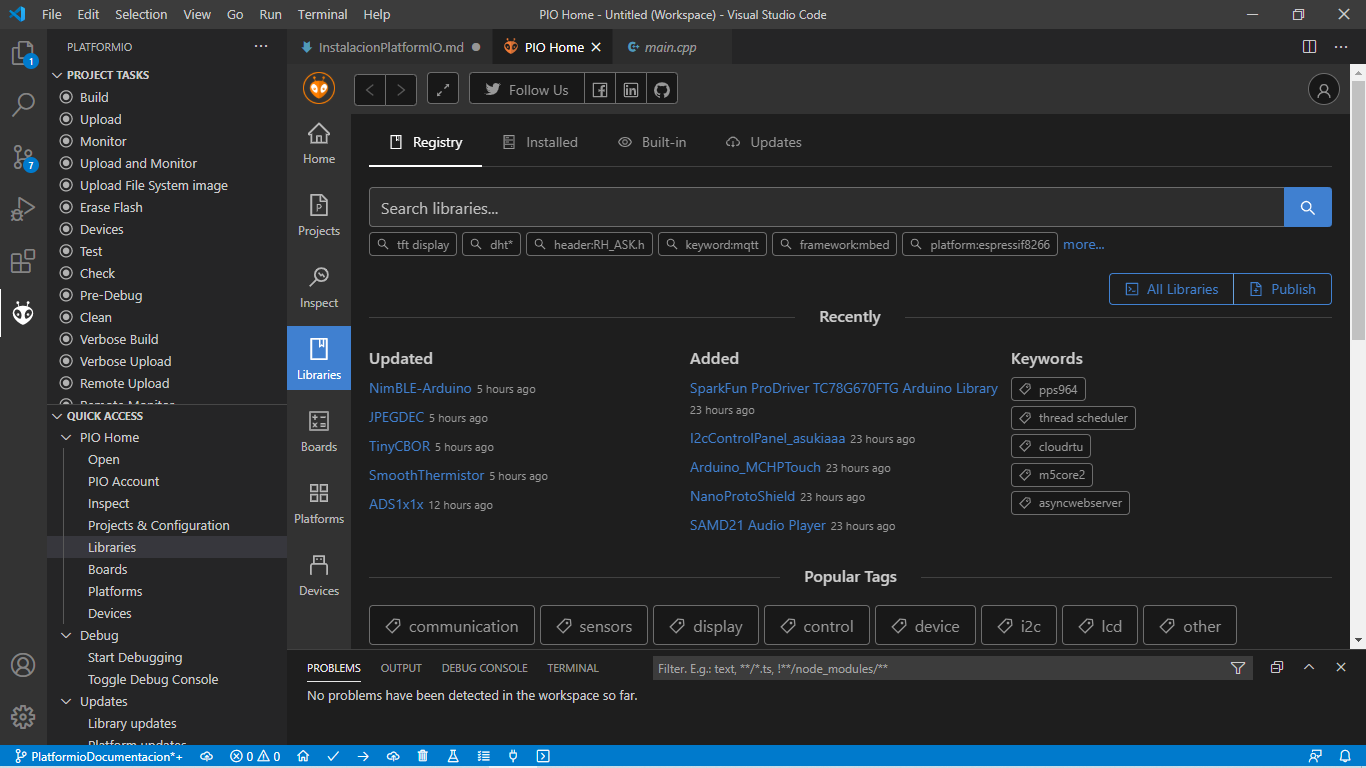 File Edit Selection View Go Run Terminal Help
PIO Home - Untitled (Workspace) - Visual Studio Code
PLATFORMIO
PROJECT TASKS
Build
Upload
Monitor
Upload and Monitor
Upload File System image
Erase Flash
Devices
Test
Check
Pre-Debug
Clean
Verbose Build
Verbose Upload
Remote Upload
Remote Monitor
QUICK ACCESS
PIO Home
Open
PIO Account
Inspect
Projects & Configuration
Libraries
Boards
Platforms
Devices
Debug
Start Debugging
Toggle Debug Console
Updates
Library updates
Platform updates
1
7
InstalacionPlatformIO.md
PIO Home
main.cpp
Follow Us
Home
Projects
Inspect
Libraries
Boards
Platforms
Devices
Registry Installed Built-in Updates
Search libraries...
tft display dht* header:RH_ASK.h keyword:mqtt framework:mbed platform:espressif8266 more...
All Libraries Publish
Recently
Updated
NimBLE-Arduino 5 hours ago
JPEGDEC 5 hours ago
TinyCBOR 5 hours ago
SmoothThermistor 5 hours ago
ADS1x1x 12 hours ago
Added
SparkFun ProDriver TC78G670FTG Arduino Library
23 hours ago
I2cControlPanel_asukiaaa 23 hours ago
Arduino_MCHPTouch 23 hours ago
NanoProtoShield 23 hours ago
SAMD21 Audio Player 23 hours ago
Keywords
pps964
thread scheduler
cloudrtu
m5core2
asyncwebserver
Popular Tags
communication sensors display control device i2c lcd other
PROBLEMS OUTPUT DEBUG CONSOLE TERMINAL
Filter. E.g.: text, **/*.ts, !**/node_modules/**
No problems have been detected in the workspace so far.
PlatformioDocumentacion*+ 0 0